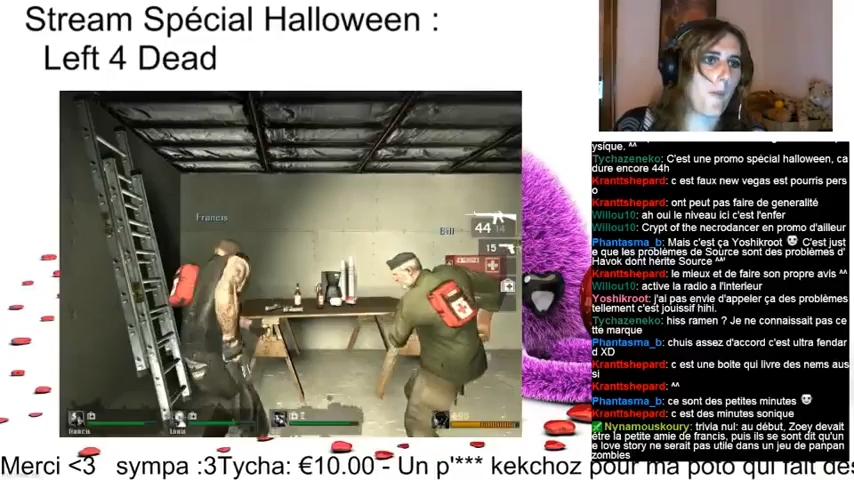 Stream Spécial Halloween :
Left 4 Dead
Francis
Bill
44 14
15
ysique. ^^
Tychazeneko: C'est une promo spécial halloween, ca
dure encore 44h
Kranttshepard: c est faux new vegas est pourris pers
o
Kranttshepard: ont peut pas faire de generalité
Willou10: ah oui le niveau ici c'est l'enfer
Willou10: Crypt of the necrodancer en promo d'ailleur
Phantasma_b: Mais c'est ça Yoshikroot C'est just
e que les problèmes de Source sont des problèmes d'
Havok dont hérite Source ^^'
Kranttshepard: le mieux et de faire son propre avis ^^
Willou10: active la radio a l'interieur
Yoshikroot: j'ai pas envie d'appeler ça des problèmes
tellement c'est jouissif hihi.
Tychazeneko: hiss ramen ? Je ne connaissait pas ce
tte marque
Phantasma_b: chuis assez d'accord c'est ultra fendar
d XD
Kranttshepard: c est une boite qui livre des nems aus
si
Kranttshepard: ^^
Phantasma_b: ce sont des petites minutes
Kranttshepard: c est des minutes sonique
Nynamouskoury: trivia nul: au début, Zoey devait
être la petite amie de francis, puis ils se sont dit qu'un
e love story ne serait pas utile dans un jeu de panpan
zombies
Francis
Louis
Merci <3 sympa :3Tycha: €10.00 - Un p'*** kekchoz pour ma poto qui fait des